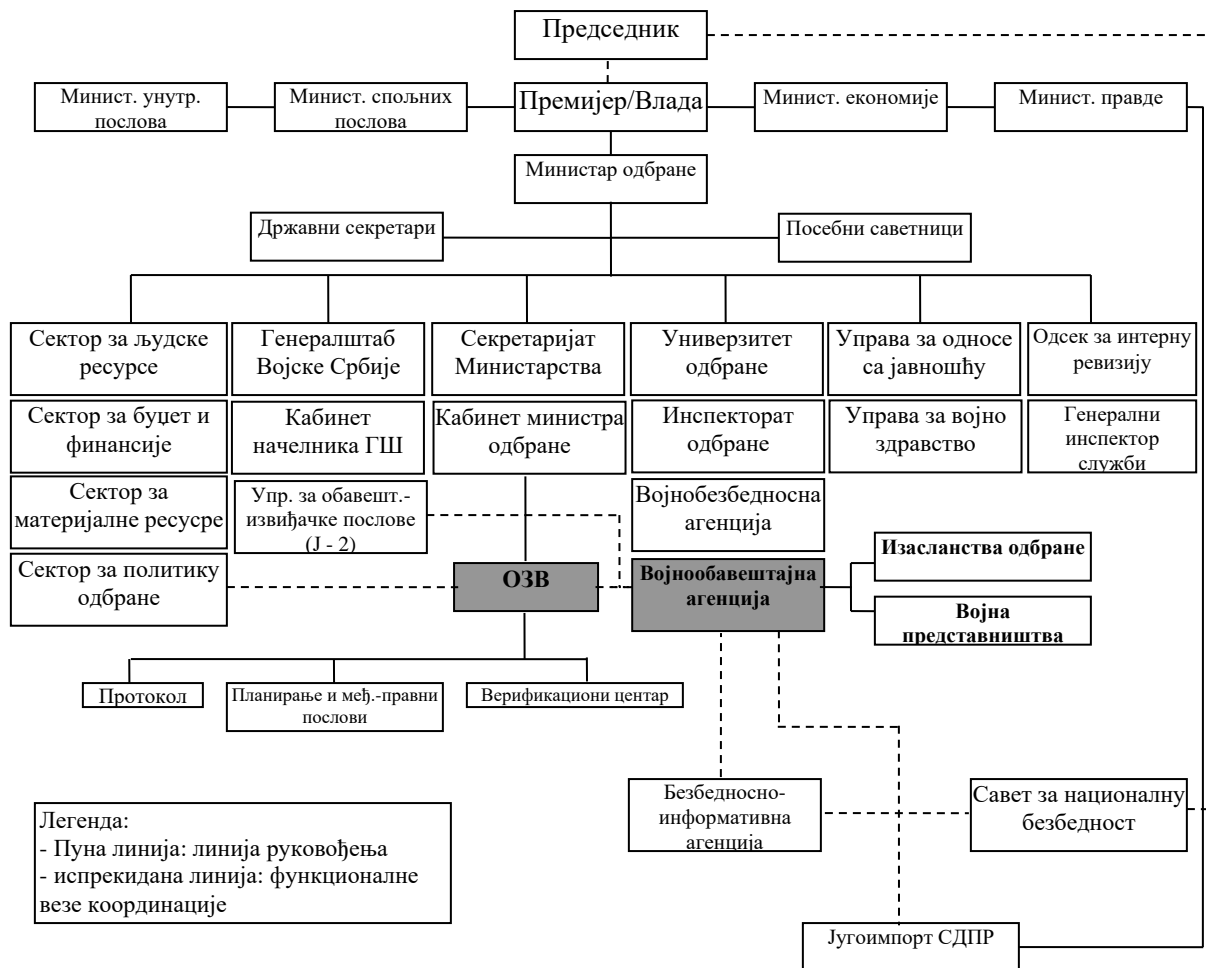 Председник
Минист. унутр.
послова
Минист. спољних
послова
Премијер/Влада
Минист. економије
Минист. правде
Министар одбране
Државни секретари
Посебни саветници
Сектор за људске
ресурсе
Генералштаб
Војске Србије
Секретаријат
Министарства
Универзитет
одбране
Управа за односе
са јавношћу
Одсек за интерну
ревизију
Сектор за буџет и
финансије
Кабинет
начелника ГШ
Кабинет министра
одбране
Инспекторат
одбране
Управа за војно
здравство
Генерални
инспектор
служби
Сектор за
материјалне ресусре
Упр. за обавешт.-
извиђачке послове
(Ј - 2)
Војнобезбедносна
агенција
Сектор за политику
одбране
ОЗВ
Војнообавештајна
агенција
Изасланства одбране
Војна
представништва
Протокол
Планирање и међ.-правни
послови
Верификациони центар
Безбедносно-
информативна
агенција
Савет за националну
безбедност
Легенда:
- Пуна линија: линија руковођења
- испрекидана линија: функционалне
везе координације
Југоимпорт СДПР